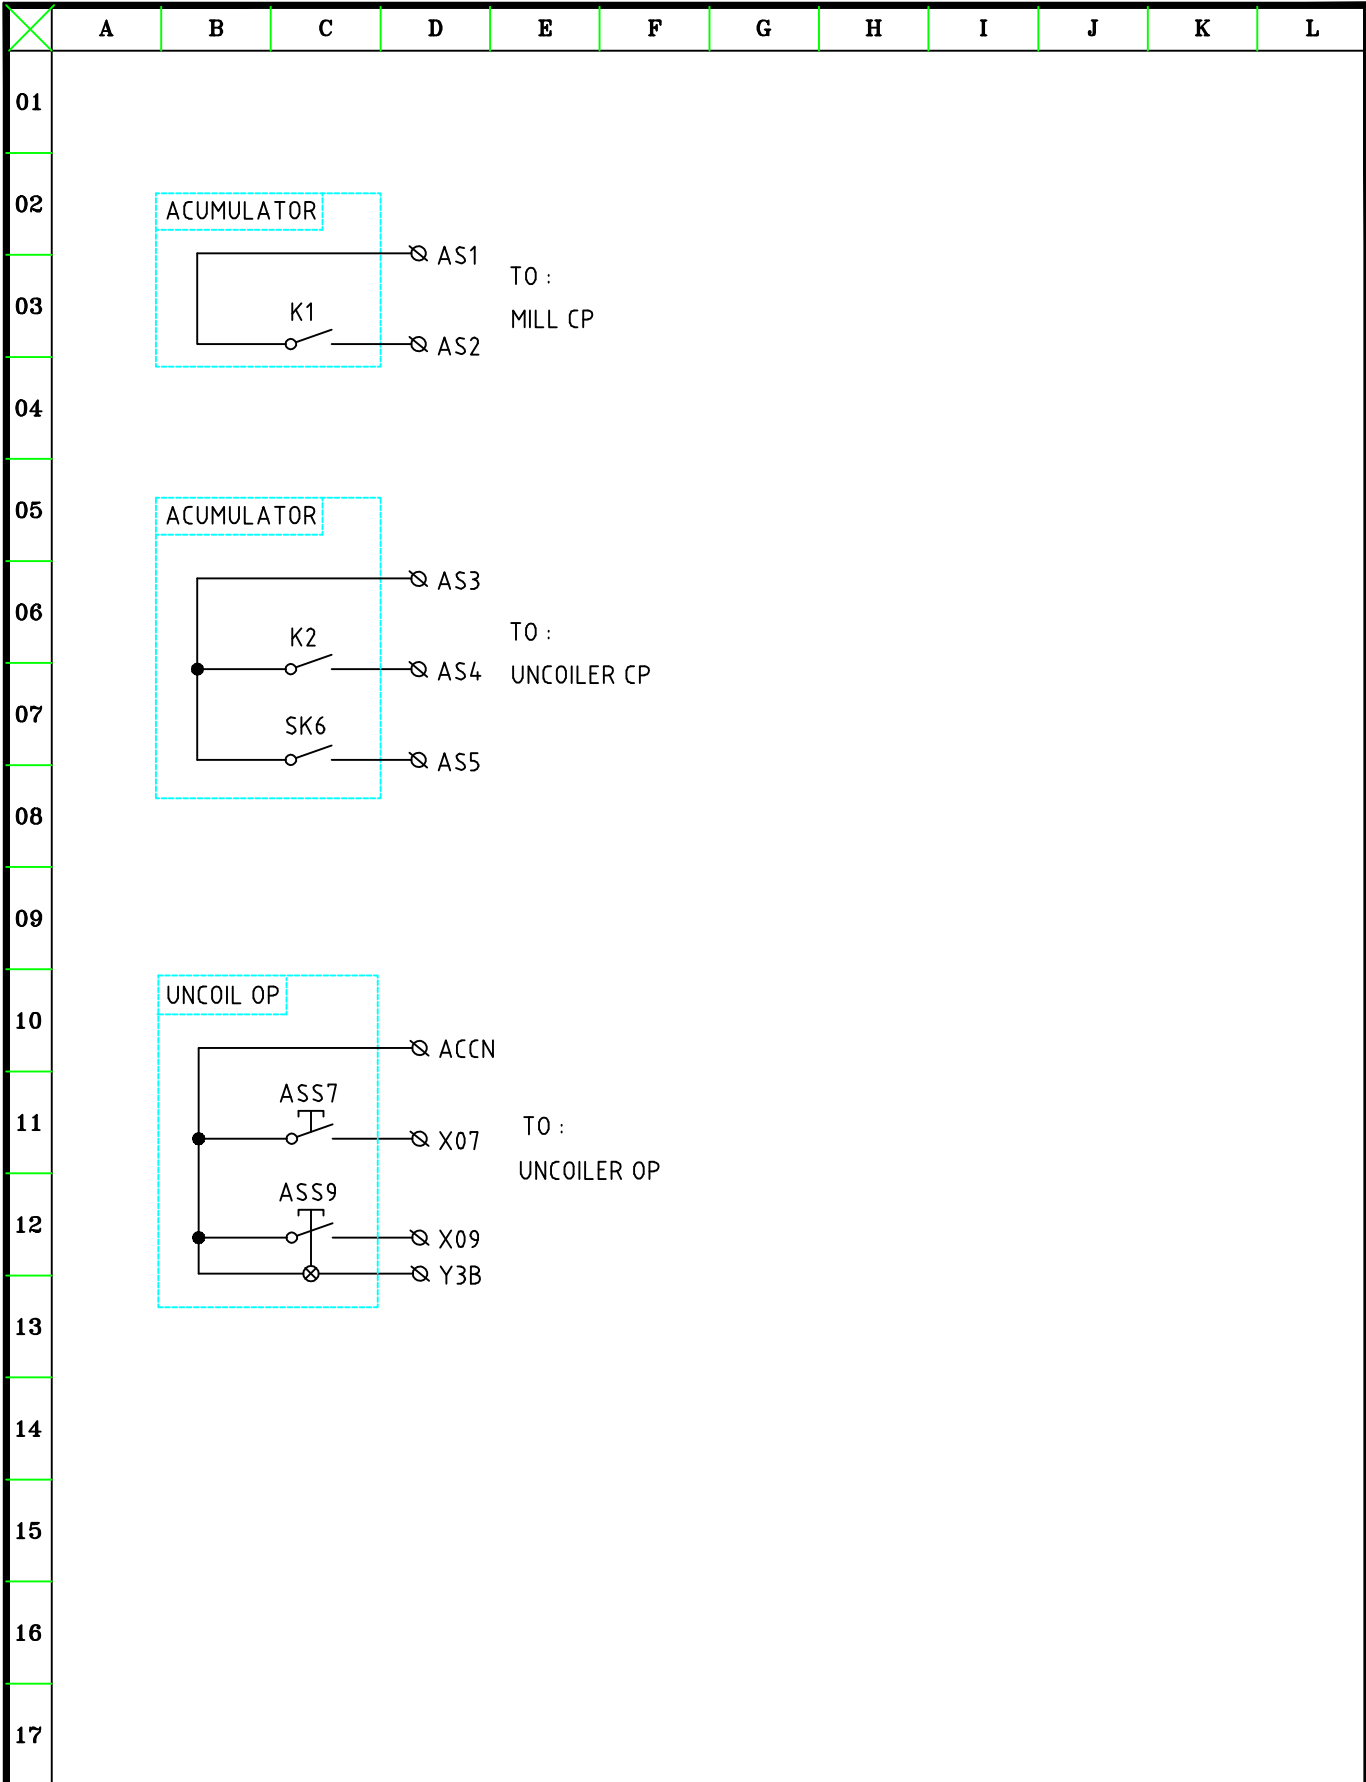 A B C D E F G H I J K L
01
02
ACUMULATOR
AS1
TO :
03
K1
MILL CP
AS2
04
05
ACUMULATOR
AS3
06
K2
TO :
AS4
UNCOILER CP
07
SK6
AS5
08
09
UNCOIL OP
10
ACCN
ASS7
11
TO :
X07
UNCOILER OP
ASS9
12
X09
Y3B
13
14
15
16
17